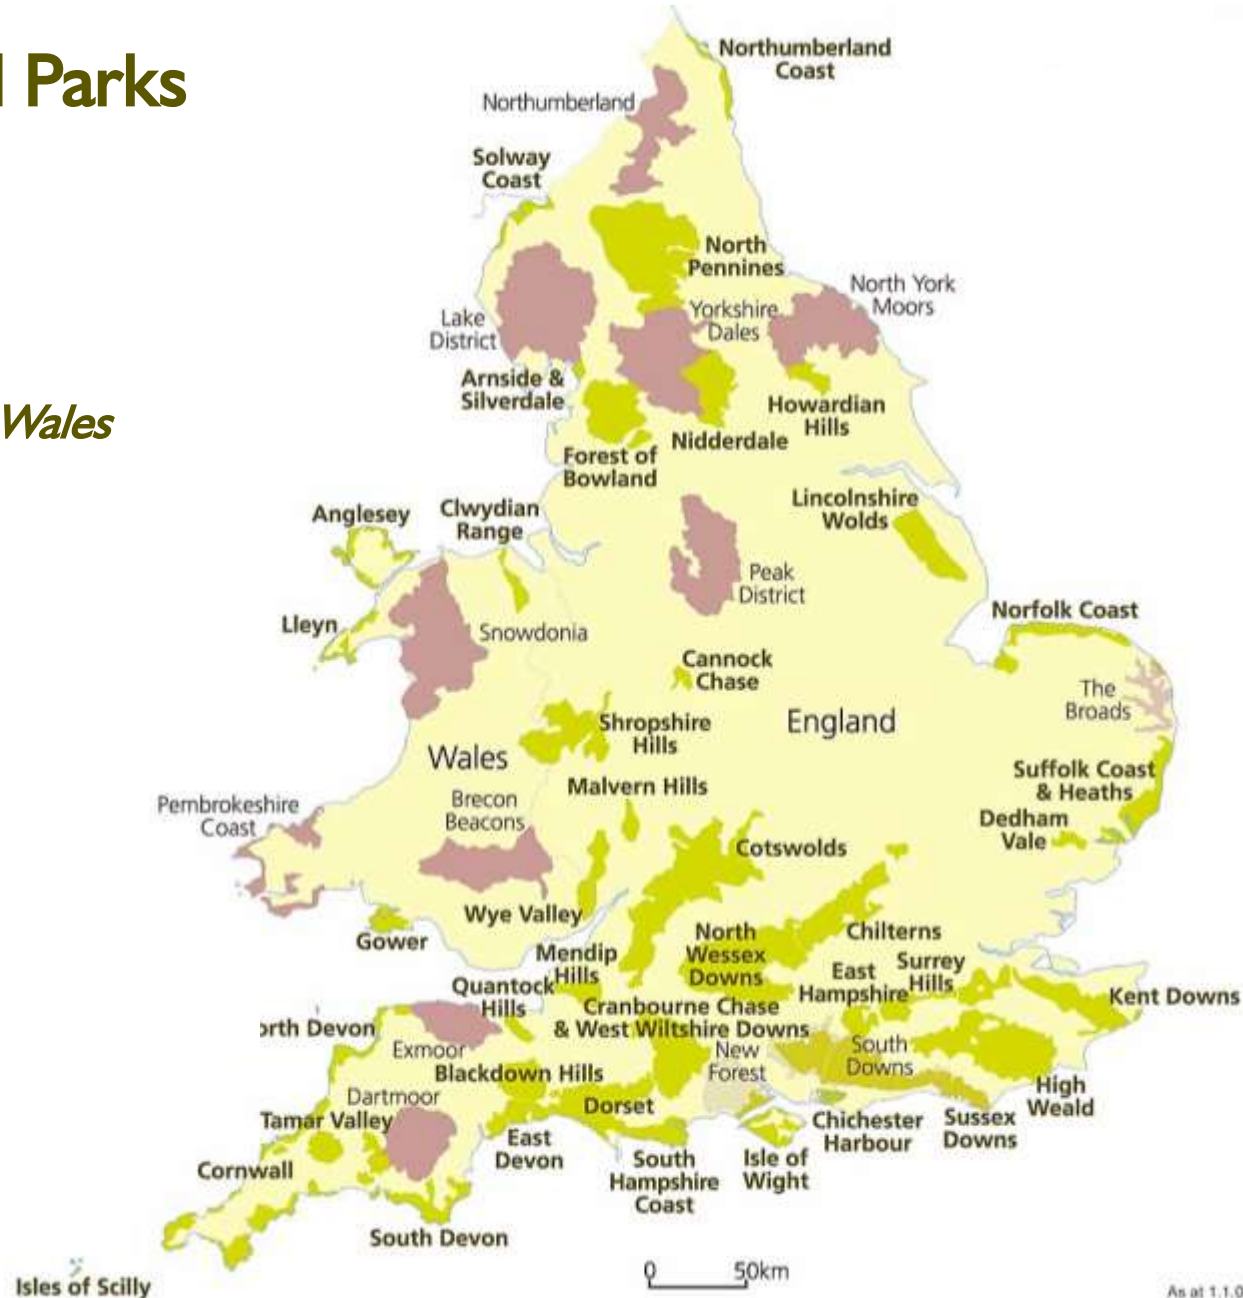 l Parks
Wales
Northumberland
Coast
Northumberland
Solway
Coast
North
Pennines
North York
Moors
Yorkshire
Dales
Lake
District
Arnside &
Silverdale
Howardian
Hills
Nidderdale
Forest of
Bowland
Lincolnshire
Wolds
Anglesey
Clwydian
Range
Peak
District
Norfolk Coast
Lleyn
Snowdonia
Cannock
Chase
The
Broads
England
Shropshire
Hills
Wales
Suffolk Coast
& Heaths
Malvern Hills
Pembrokeshire
Coast
Brecon
Beacons
Dedham
Vale
Cotswolds
Wye Valley
Gower
North
Wessex
Downs
Chilterns
Mendip
Hills
Surrey
Hills
East
Hampshire
Quantock
Hills
Kent Downs
Cranbourne Chase
& West Wiltshire Downs
orth Devon
Exmoor
New
Forest
South
Downs
Blackdown Hills
High
Weald
Dartmoor
Dorset
Tamar Valley
Chichester
Harbour
Sussex
Downs
East
Devon
Cornwall
South
Hampshire
Coast
Isle of
Wight
South Devon
Isles of Scilly
0 50km
As at 1.1.0